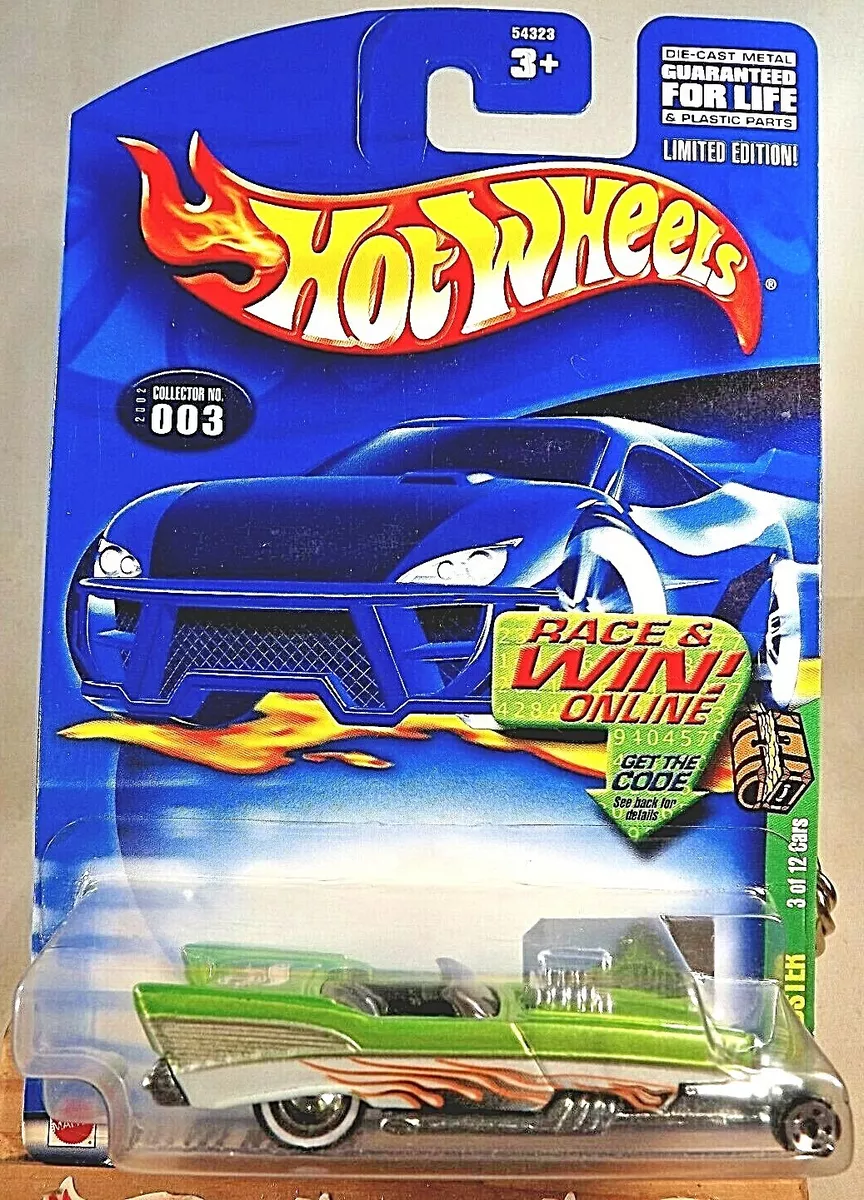 54323
3+
DIE-CAST METAL
GUARANTEED
FOR LIFE
& PLASTIC PARTS
LIMITED EDITION!
HOT WHEELS
®
2002
COLLECTOR NO.
003
RACE &
WIN!
ONLINE
9404575
GET THE
CODE
See back for
details
3 of 12 Cars